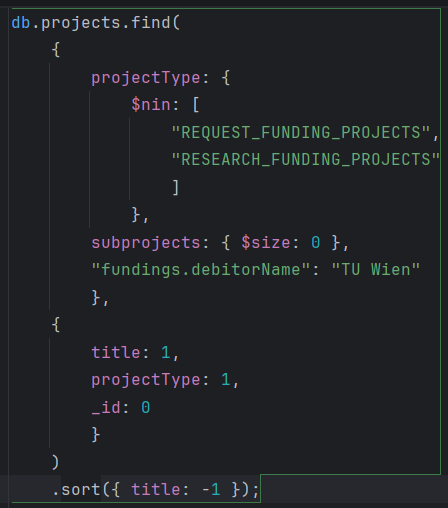 db.projects.find(
    {
        projectType: {
            $nin: [
                "REQUEST_FUNDING_PROJECTS",
                "RESEARCH_FUNDING_PROJECTS"
                ]
            },
        subprojects: { $size: 0 },
        "fundings.debitorName": "TU Wien"
        },
    {
        title: 1,
        projectType: 1,
        _id: 0
        }
    )
    .sort({ title: -1 });